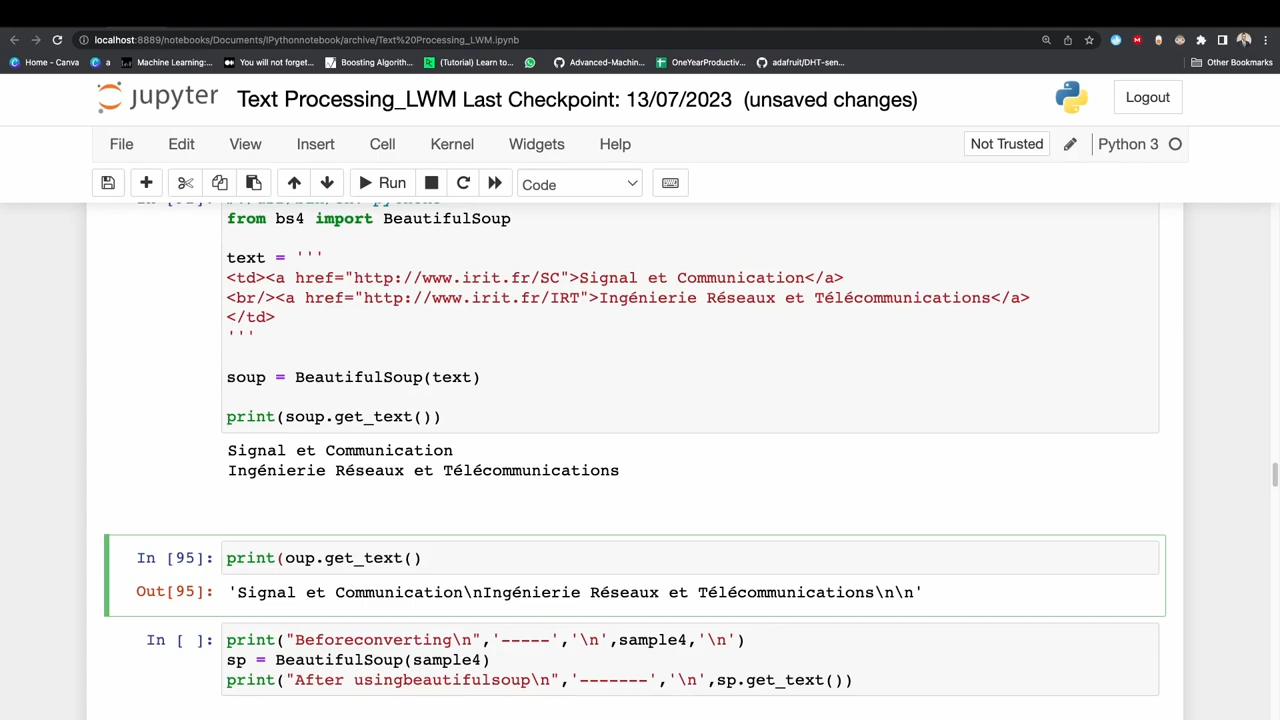 localhost:8889/notebooks/Documents/IPythonnotebook/archive/Text%20Processing_LWM.ipynb
Home - Canva
a
Machine Learning:...
You will not forget...
Boosting Algorith...
(Tutorial) Learn to...
Advanced-Machin...
OneYearProductiv...
adafruit/DHT-sen...
Other Bookmarks
jupyter
Text Processing_LWM Last Checkpoint: 13/07/2023 (unsaved changes)
Logout
File Edit View Insert Cell Kernel Widgets Help
Not Trusted
Python 3
Run
Code
from bs4 import BeautifulSoup
text = '''
<td><a href="http://www.irit.fr/SC">Signal et Communication</a>
<br/><a href="http://www.irit.fr/IRT">Ingénierie Réseaux et Télécommunications</a>
</td>
'''
soup = BeautifulSoup(text)
print(soup.get_text())
Signal et Communication
Ingénierie Réseaux et Télécommunications
In [95]: print(oup.get_text()
Out[95]: 'Signal et Communication\nIngénierie Réseaux et Télécommunications\n\n'
In [ ]: print("Beforeconverting\n",'-----','\n',sample4,'\n')
sp = BeautifulSoup(sample4)
print("After usingbeautifulsoup\n",'-------','\n',sp.get_text())